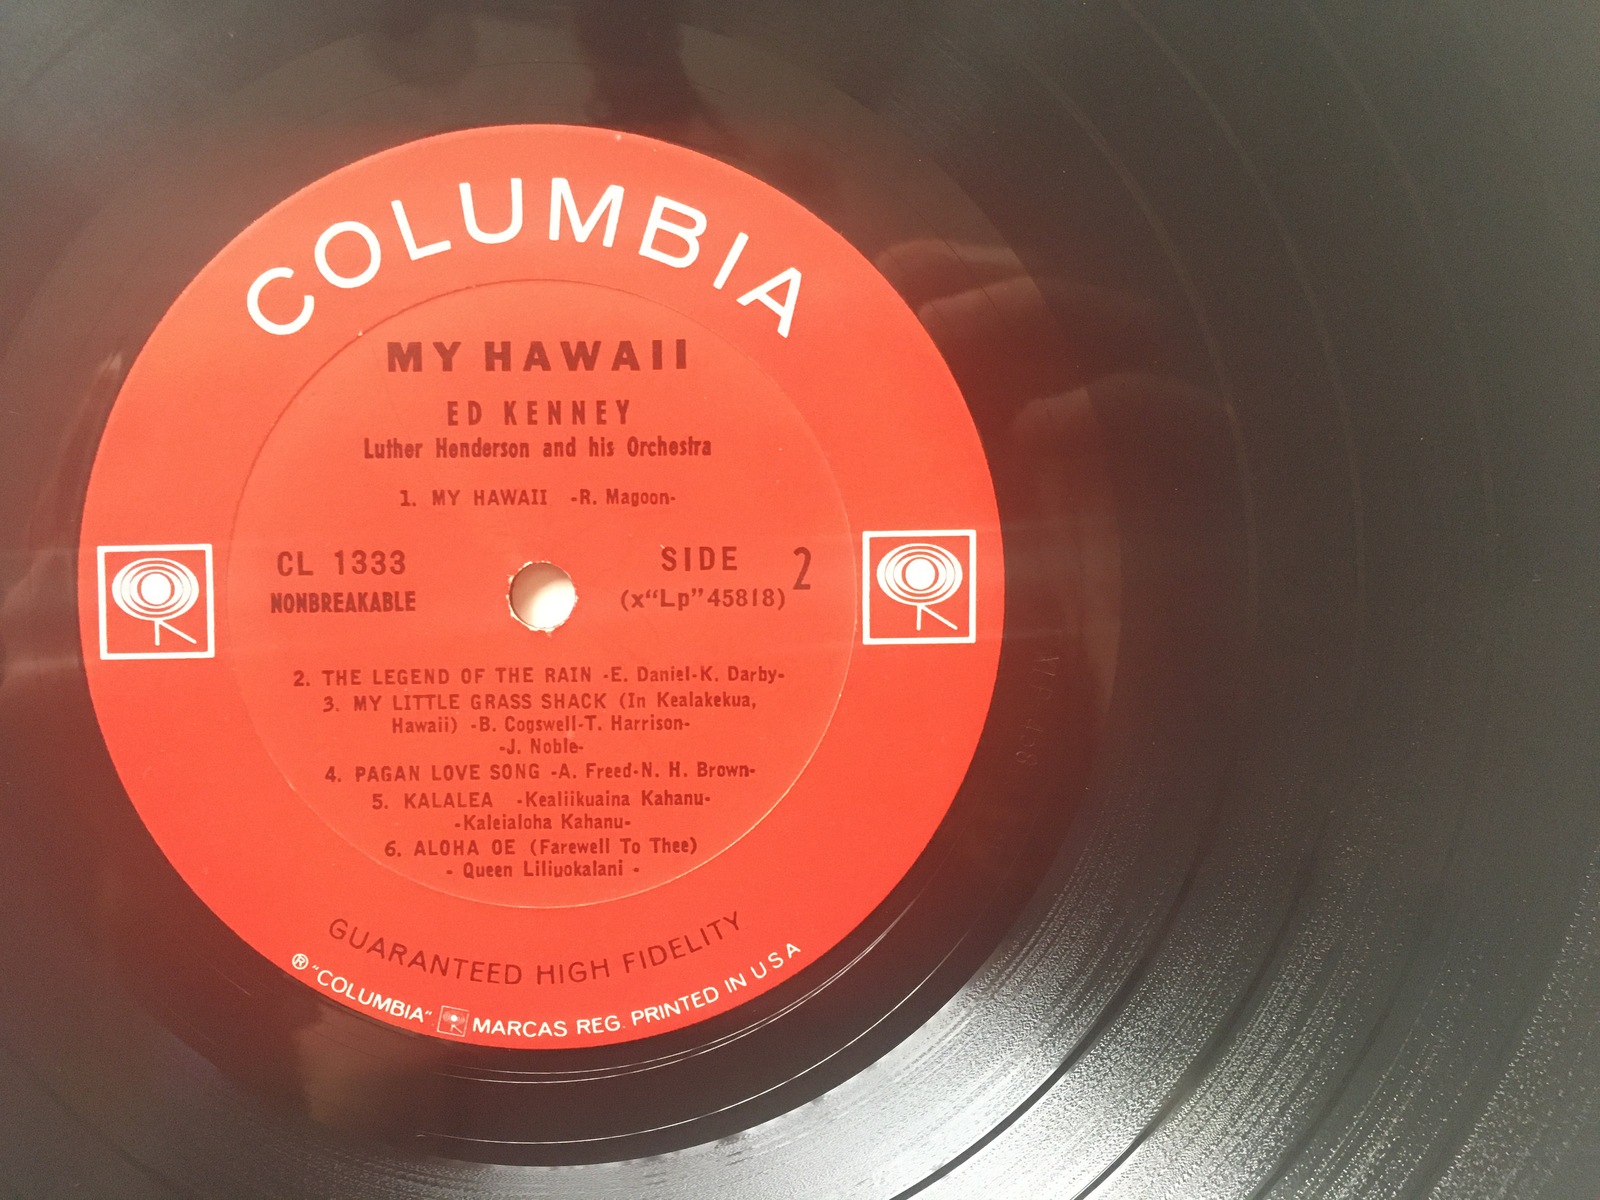 COLUMBIA
MY HAWAII
ED KENNEY
Luther Henderson and his Orchestra
1. MY HAWAII -R. Magoon-
CL 1333
NONBREAKABLE
SIDE 2
(x“Lp”45818)
2. THE LEGEND OF THE RAIN -E. Daniel-K. Darby-
3. MY LITTLE GRASS SHACK (In Kealakekua,
Hawaii) -B. Cogswell-T. Harrison-
-J. Noble-
4. PAGAN LOVE SONG -A. Freed-N. H. Brown-
5. KALALEA -Kealiikuaina Kahanu-
-Kaleialoha Kahanu-
6. ALOHA OE (Farewell To Thee)
- Queen Liliuokalani -
GUARANTEED HIGH FIDELITY
® “COLUMBIA” MARCAS REG. PRINTED IN U S A